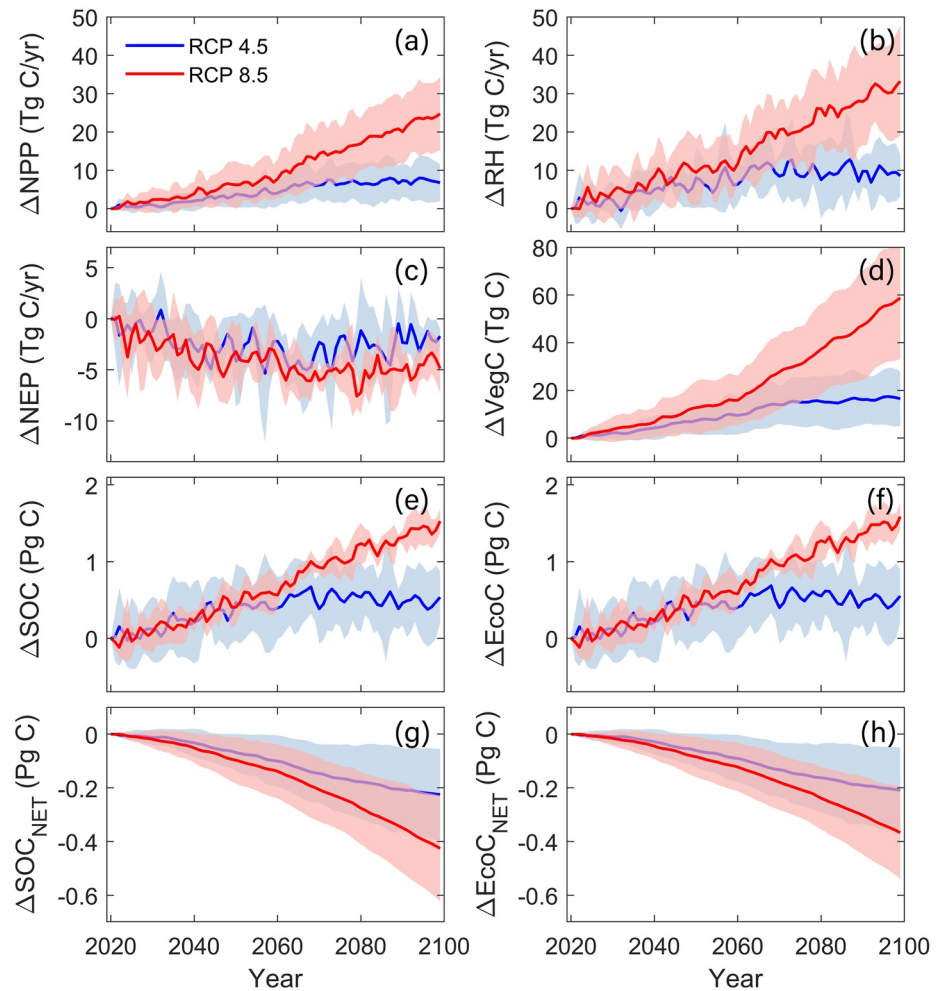 50
40
30
20
10
0
ΔNPP (Tg C/yr)
RCP 4.5
RCP 8.5
(a)
50
40
30
20
10
0
ΔRH (Tg C/yr)
(b)
5
0
-5
-10
ΔNEP (Tg C/yr)
(c)
80
60
40
20
0
ΔVegC (Tg C)
(d)
2
1
0
ΔSOC (Pg C)
(e)
2
1
0
ΔEcoC (Pg C)
(f)
0
-0.2
-0.4
-0.6
ΔSOC_NET (Pg C)
(g)
2020 2040 2060 2080 2100
Year
0
-0.2
-0.4
-0.6
ΔEcoC_NET (Pg C)
(h)
2020 2040 2060 2080 2100
Year